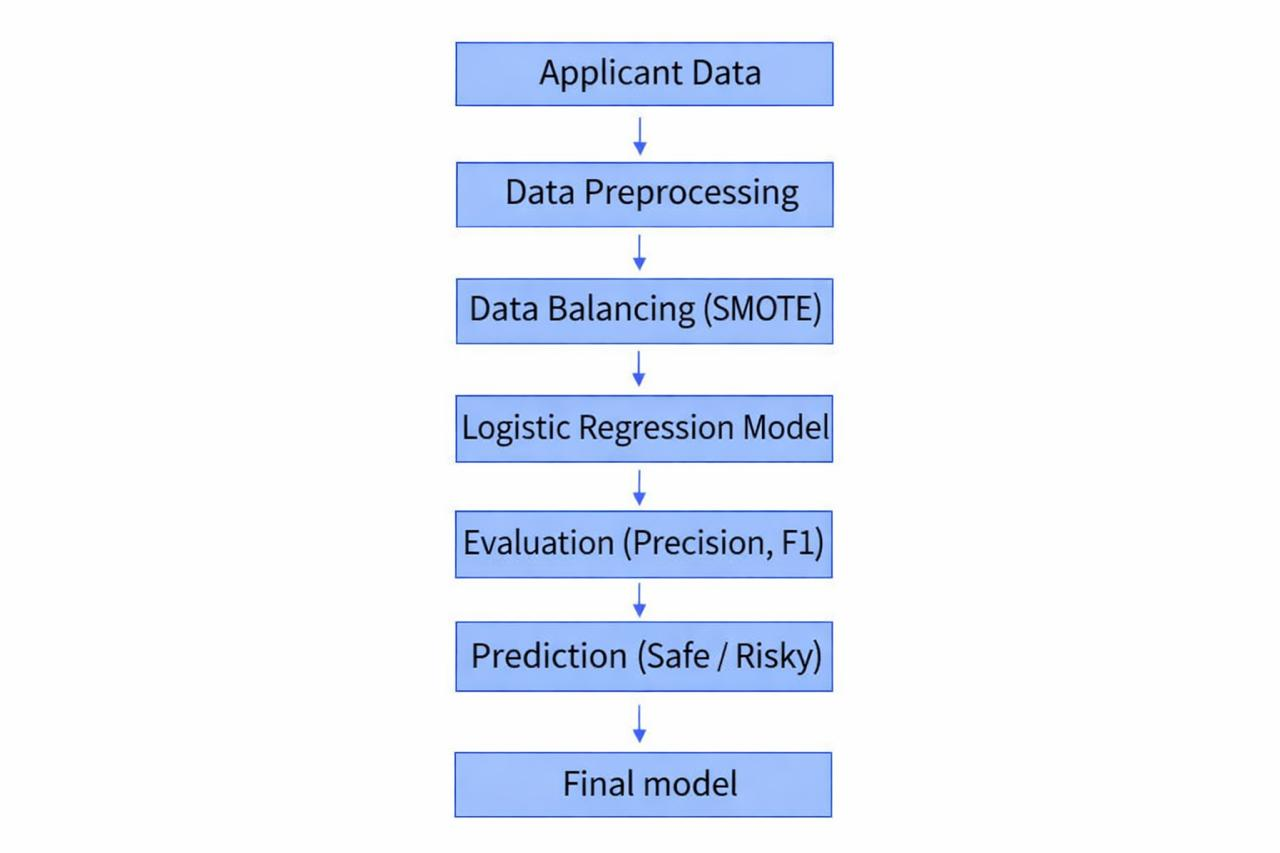 Applicant Data
Data Preprocessing
Data Balancing (SMOTE)
Logistic Regression Model
Evaluation (Precision, F1)
Prediction (Safe / Risky)
Final model